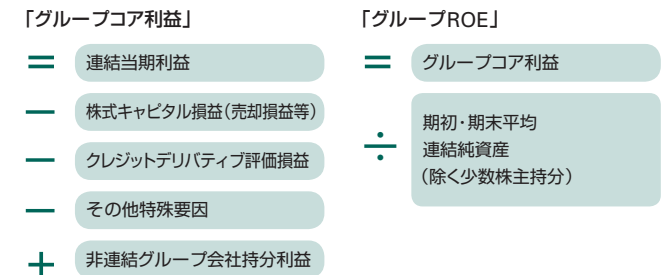 「グループコア利益」
= 連結当期利益
− 株式キャピタル損益(売却損益等)
− クレジットデリバティブ評価損益
− その他特殊要因
+ 非連結グループ会社持分利益
「グループROE」
= グループコア利益
÷ 期初・期末平均
連結純資産
(除く少数株主持分)